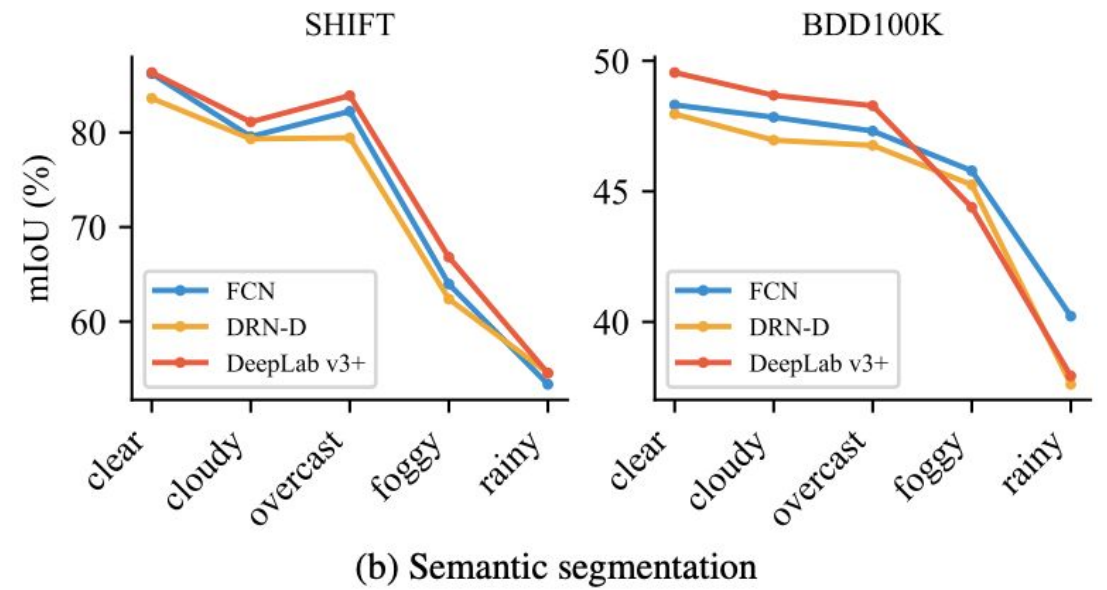 SHIFT
mIoU (%)
80
70
60
FCN
DRN-D
DeepLab v3+
clear
cloudy
overcast
foggy
rainy
BDD100K
50
45
40
FCN
DRN-D
DeepLab v3+
clear
cloudy
overcast
foggy
rainy
(b) Semantic segmentation